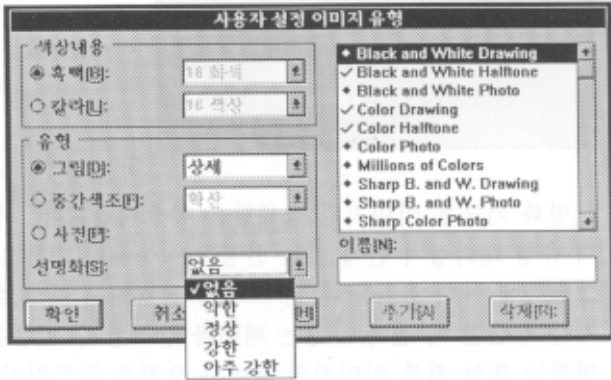 사용자 설정 이미지 유형
색상내용
흑백[B]:
16 회색
칼라[L]:
16 색상
유형
그림[D]:
상세
중간색조[F]:
확산
사진[P]:
선명화[S]:
없음
✓없음
약한
정상
강한
아주 강한
Black and White Drawing
✓ Black and White Halftone
Black and White Photo
✓ Color Drawing
✓ Color Halftone
Color Photo
Millions of Colors
Sharp B. and W. Drawing
Sharp B. and W. Photo
Sharp Color Photo
이름[N]:
확인
취소
[H]
추가[A]
삭제[R]: